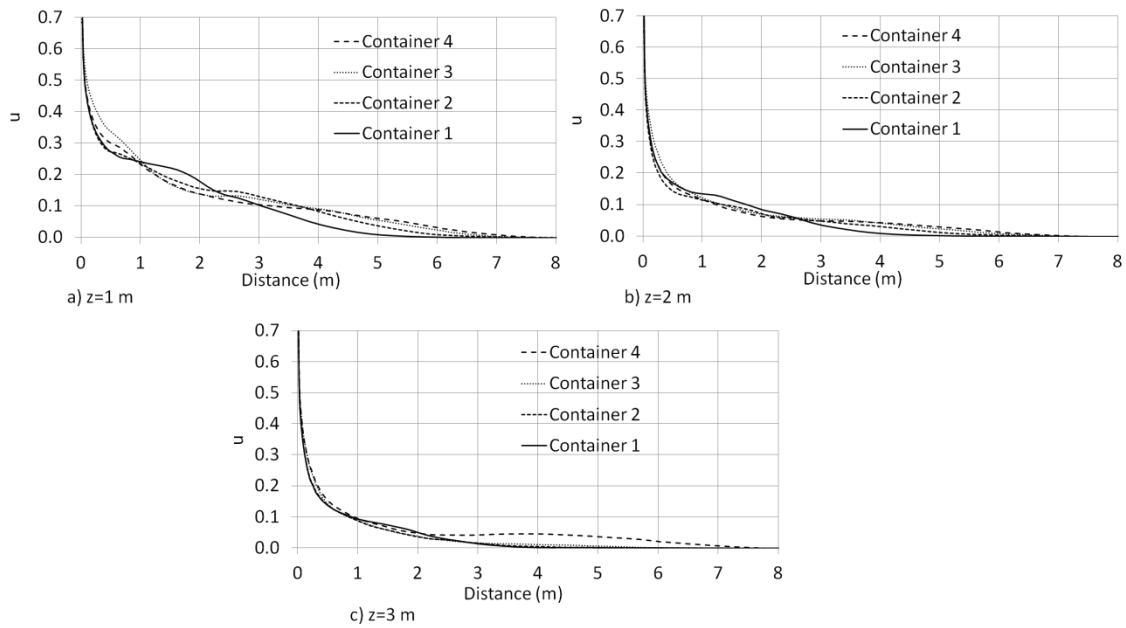 0.7
0.6
0.5
0.4
0.3
0.2
0.1
0.0
u
Container 4
Container 3
Container 2
Container 1
0 1 2 3 4 5 6 7 8
Distance (m)
a) z=1 m
0.7
0.6
0.5
0.4
0.3
0.2
0.1
0.0
u
Container 4
Container 3
Container 2
Container 1
0 1 2 3 4 5 6 7 8
Distance (m)
b) z=2 m
0.7
0.6
0.5
0.4
0.3
0.2
0.1
0.0
u
Container 4
Container 3
Container 2
Container 1
0 1 2 3 4 5 6 7 8
Distance (m)
c) z=3 m